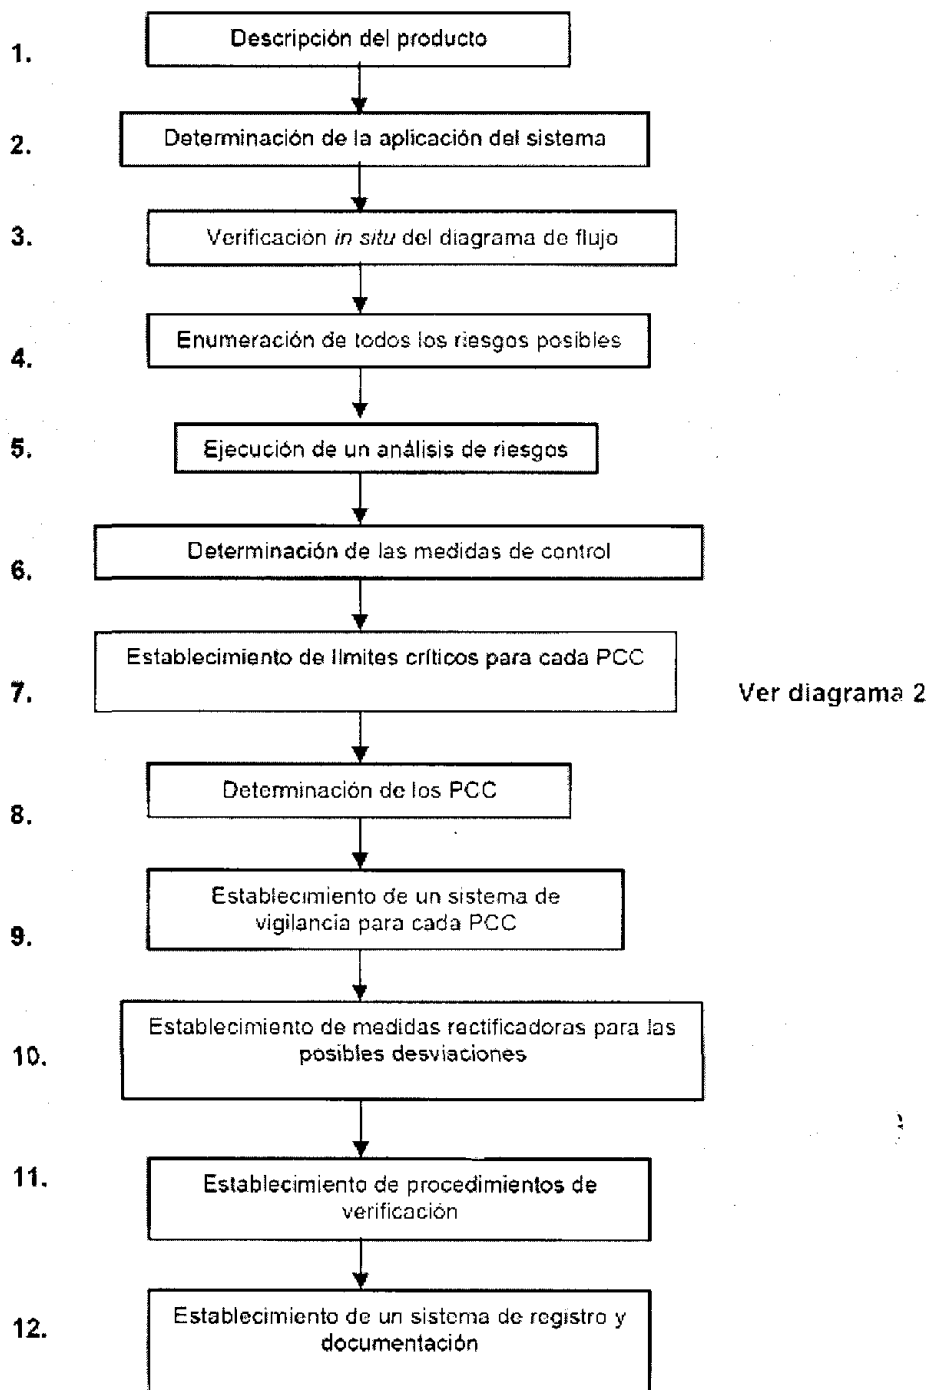 1. Descripción del producto
2. Determinación de la aplicación del sistema
3. Verificación in situ del diagrama de flujo
4. Enumeración de todos los riesgos posibles
5. Ejecución de un análisis de riesgos
6. Determinación de las medidas de control
Establecimiento de límites críticos para cada PCC
7. Ver diagrama 2
8. Determinación de los PCC
Establecimiento de un sistema de
9. vigilancia para cada PCC
Establecimiento de medidas rectificadoras para las
10. posibles desviaciones
11. Establecimiento de procedimientos de
verificación
12. Establecimiento de un sistema de registro y
documentación